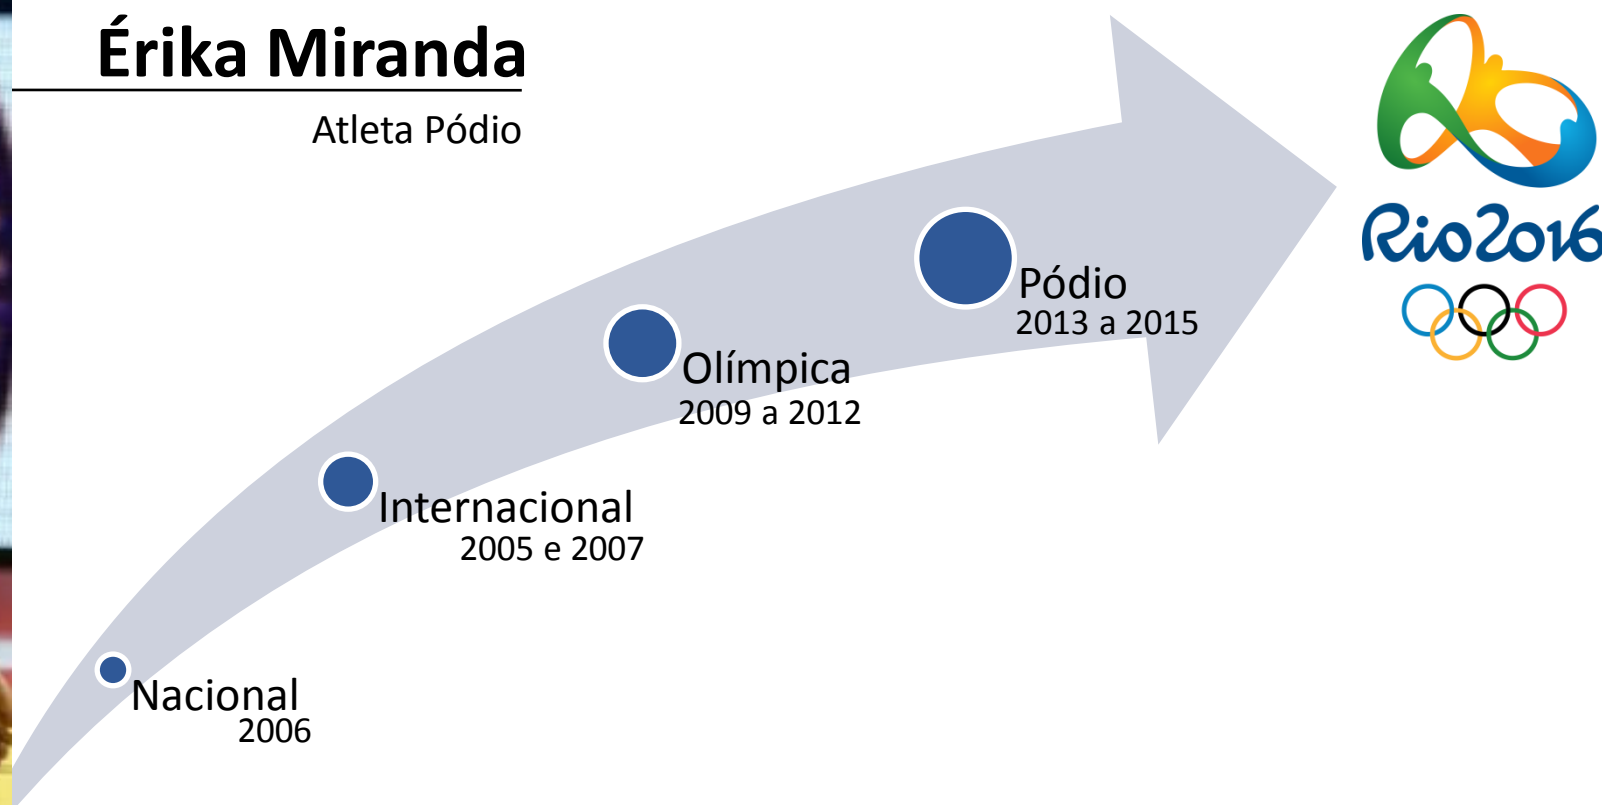 Érika Miranda
Atleta Pódio
Rio2016
Pódio
2013 a 2015
Olímpica
2009 a 2012
Internacional
2005 e 2007
Nacional
2006